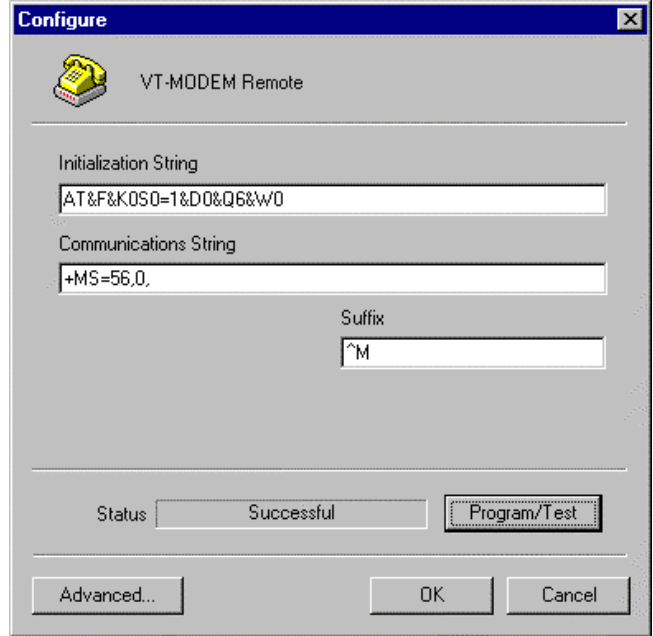 Configure
VT-MODEM Remote
Initialization String
AT&F&K0S0=1&D0&Q6&W0
Communications String
+MS=56,0,
Suffix
^M
Status Successful Program/Test
Advanced... OK Cancel